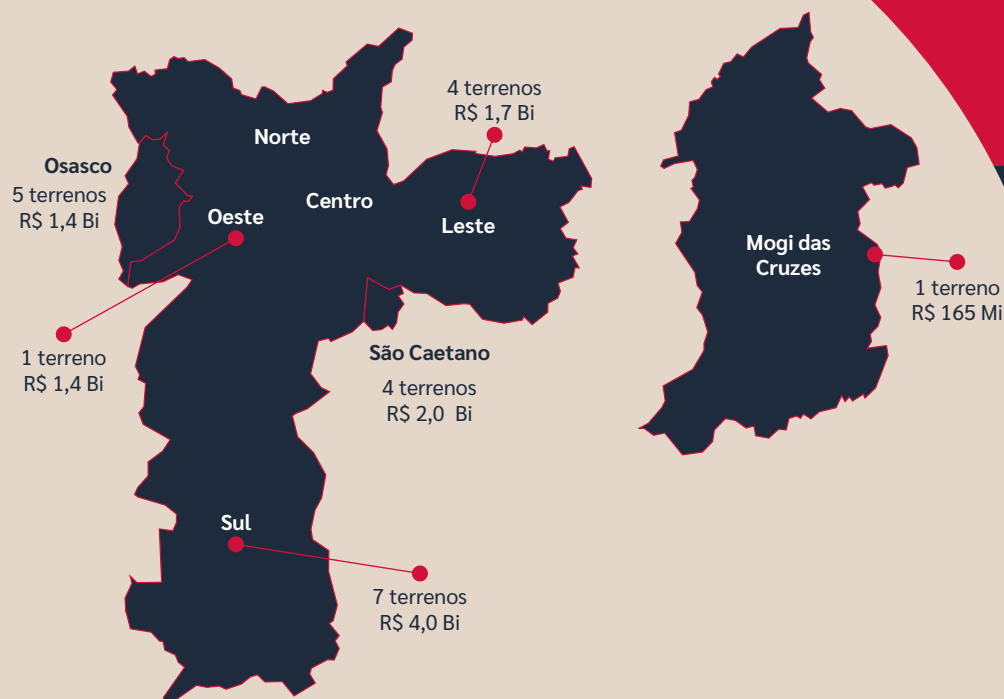 4 terrenos
R$ 1,7 Bi
Norte
Osasco
5 terrenos
R$ 1,4 Bi
Centro
Oeste
Leste
Mogi das
Cruzes
1 terreno
R$ 165 Mi
1 terreno
R$ 1,4 Bi
São Caetano
4 terrenos
R$ 2,0 Bi
Sul
7 terrenos
R$ 4,0 Bi